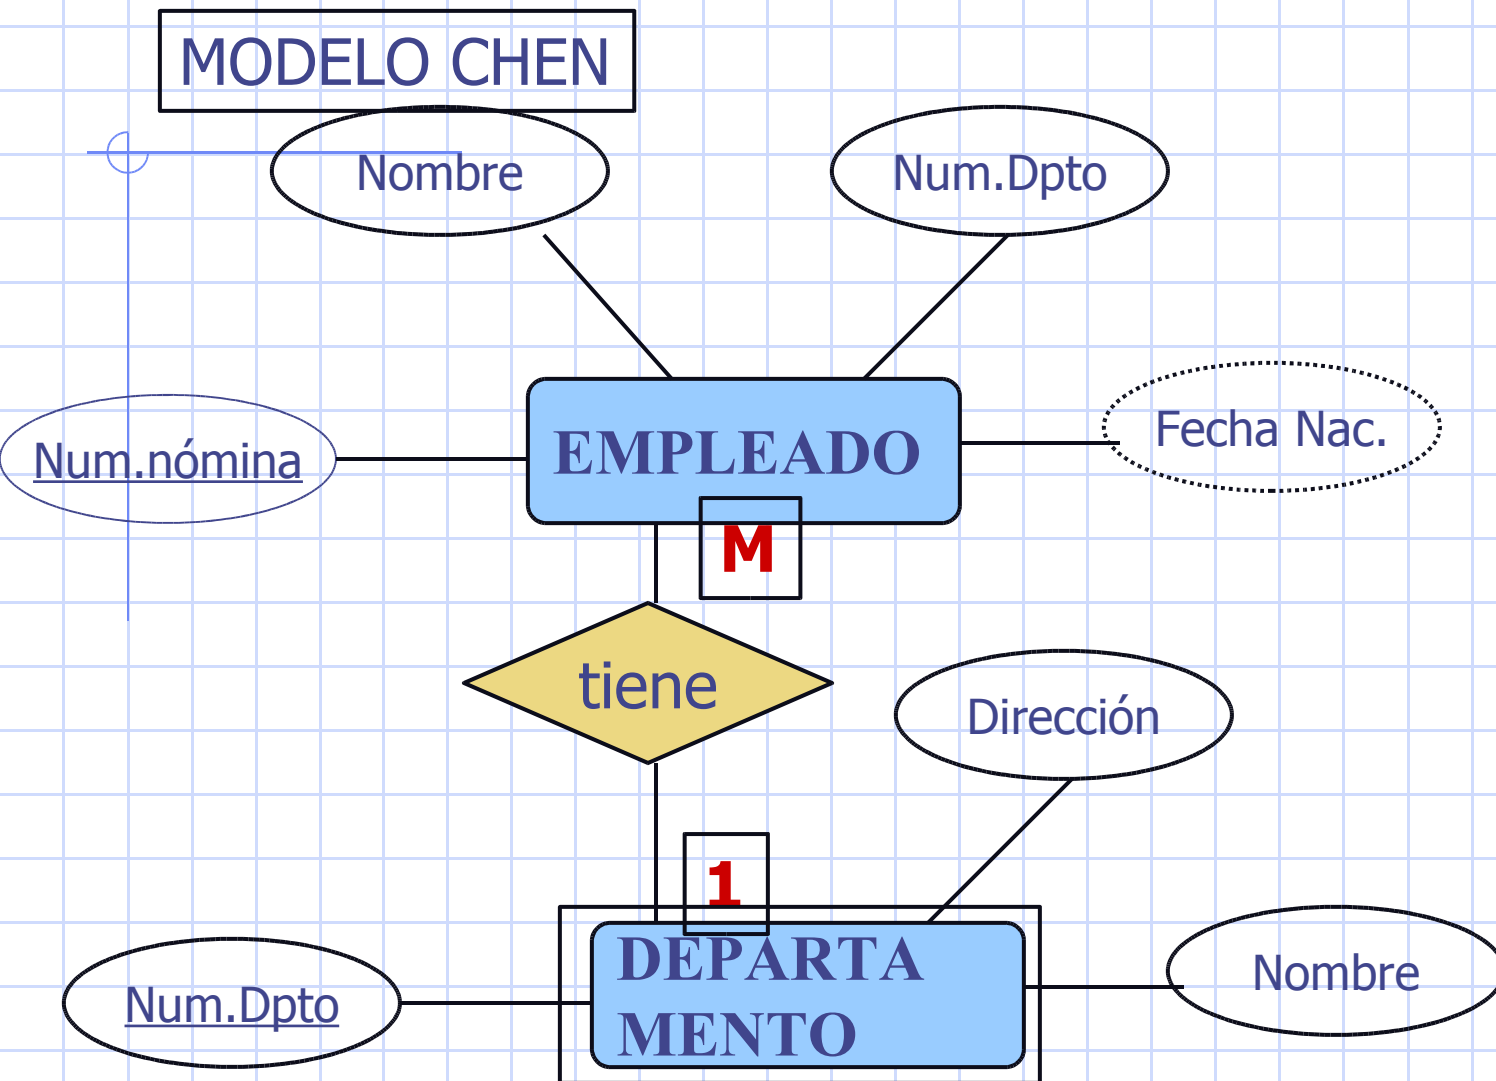 MODELO CHEN
Nombre
Num.Dpto
Fecha Nac.
Num.nómina
EMPLEADO
M
tiene
Dirección
1
DEPARTA
MENTO
Nombre
Num.Dpto